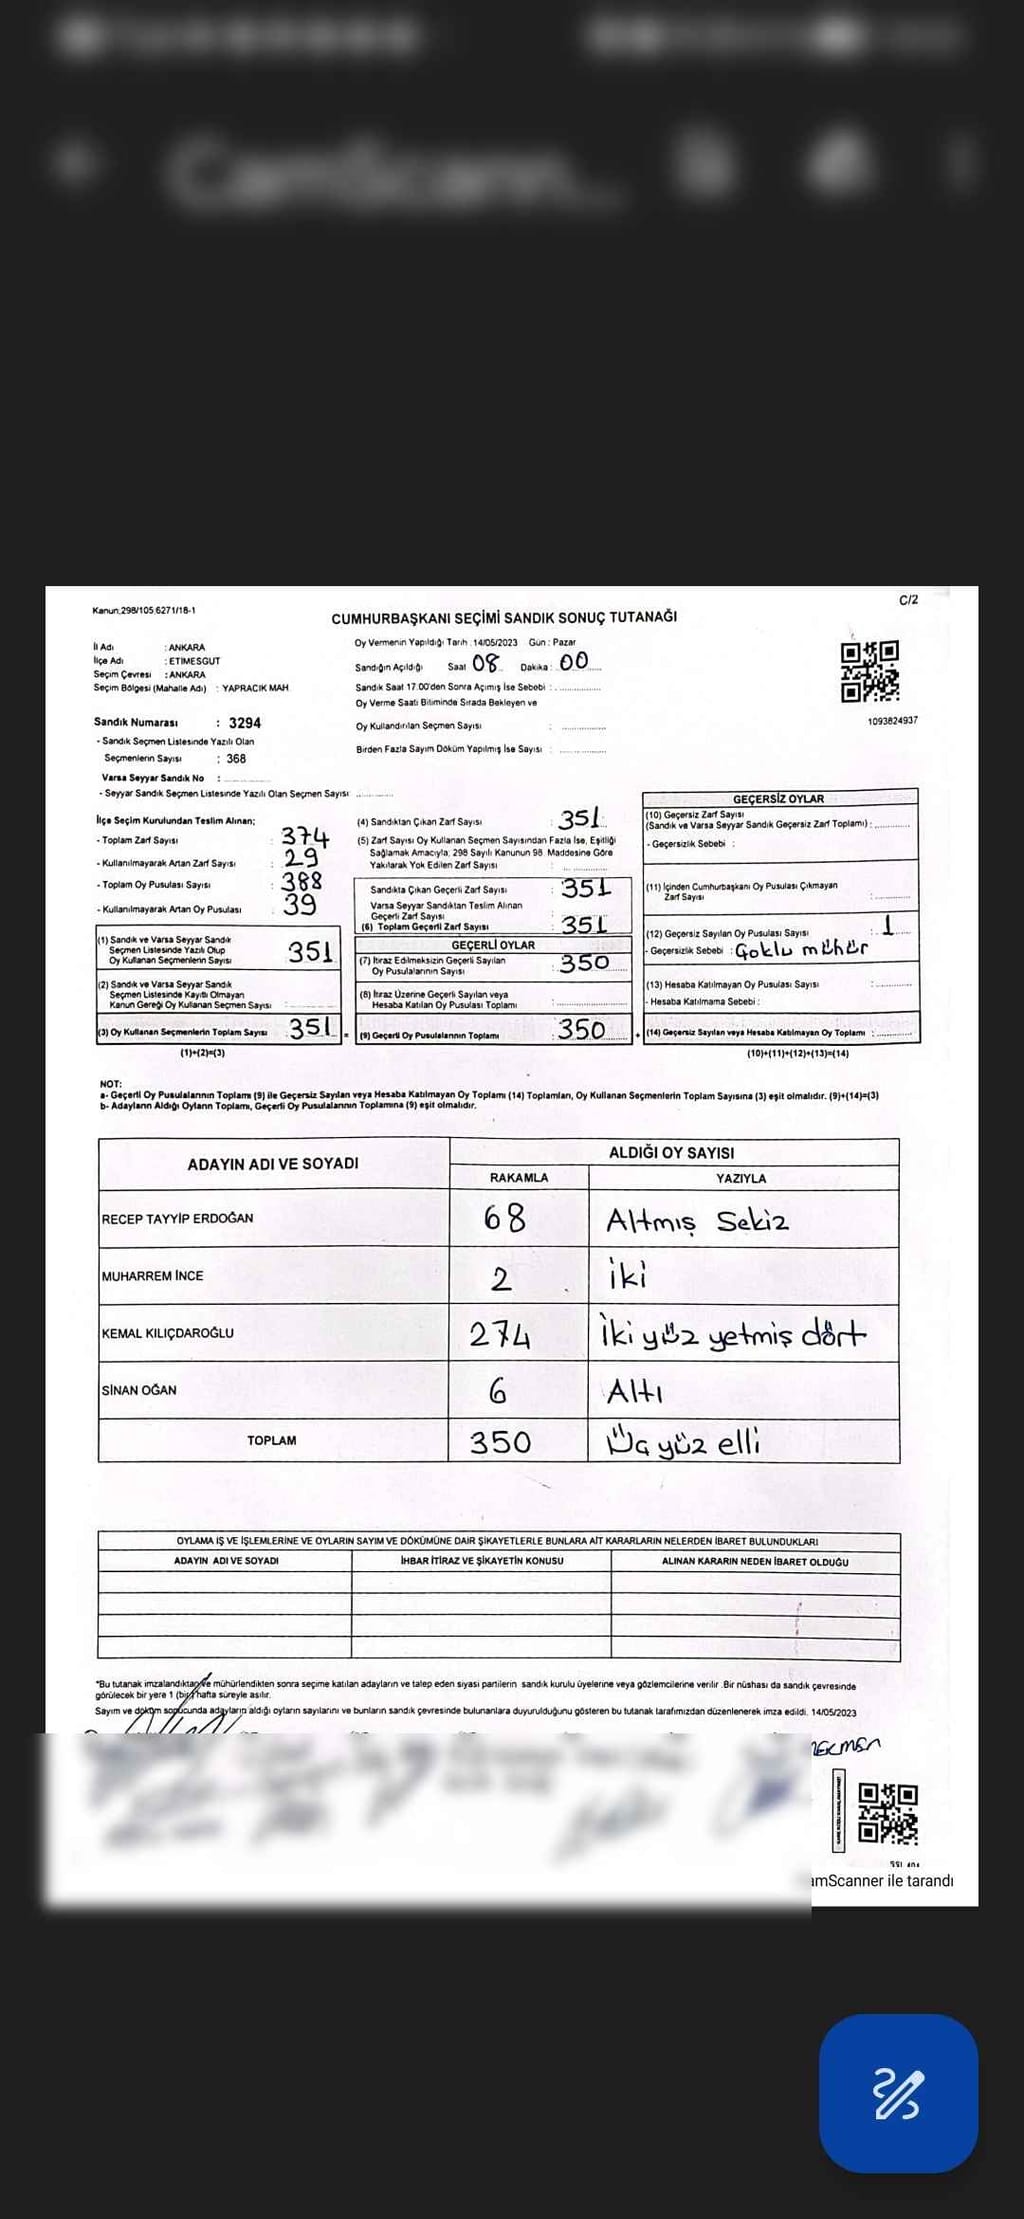 C/2
Kanun:298/105,6271/18-1
CUMHURBAŞKANI SEÇİMİ SANDIK SONUÇ TUTANAĞI
İl Adı : ANKARA
İlçe Adı : ETİMESGUT
Seçim Çevresi : ANKARA
Seçim Bölgesi (Mahalle Adı) : YAPRACIK MAH
Oy Vermenin Yapıldığı Tarih : 14/05/2023 Gün : Pazar
Sandığın Açıldığı Saat 08 Dakika : 00
Sandık Saat 17.00'den Sonra Açımış İse Sebebi :
Oy Verme Saati Bitiminde Sırada Bekleyen ve
Oy Kullandırılan Seçmen Sayısı :
Birden Fazla Sayım Döküm Yapılmış İse Sayısı :
1093824937
Sandık Numarası : 3294
- Sandık Seçmen Listesinde Yazılı Olan
Seçmenlerin Sayısı : 368
Varsa Seyyar Sandık No :
- Seyyar Sandık Seçmen Listesinde Yazılı Olan Seçmen Sayısı
İlçe Seçim Kurulundan Teslim Alınan;
- Toplam Zarf Sayısı : 374
- Kullanılmayarak Artan Zarf Sayısı : 29
- Toplam Oy Pusulası Sayısı : 388
- Kullanılmayarak Artan Oy Pusulası : 39
(1) Sandık ve Varsa Seyyar Sandık
Seçmen Listesinde Yazılı Olup
Oy Kullanan Seçmenlerin Sayısı 351
(2) Sandık ve Varsa Seyyar Sandık
Seçmen Listesinde Kayıtlı Olmayan
Kanun Gereği Oy Kullanan Seçmen Sayısı
(3) Oy Kullanan Seçmenlerin Toplam Sayısı 351 =
(1)+(2)=(3)
(4) Sandıktan Çıkan Zarf Sayısı : 351
(5) Zarf Sayısı Oy Kullanan Seçmen Sayısından Fazla İse, Eşitliği
Sağlamak Amacıyla, 298 Sayılı Kanunun 98. Maddesine Göre
Yakılarak Yok Edilen Zarf Sayısı :
Sandıkta Çıkan Geçerli Zarf Sayısı : 351
Varsa Seyyar Sandıktan Teslim Alınan
Geçerli Zarf Sayısı
(6) Toplam Geçerli Zarf Sayısı : 351
GEÇERLİ OYLAR
(7) İtiraz Edilmeksizin Geçerli Sayılan
Oy Pusulalarının Sayısı : 350
(8) İtiraz Üzerine Geçerli Sayılan veya
Hesaba Katılan Oy Pusulası Toplamı :
(9) Geçerli Oy Pusulalarının Toplamı : 350 +
GEÇERSİZ OYLAR
(10) Geçersiz Zarf Sayısı
(Sandık ve Varsa Seyyar Sandık Geçersiz Zarf Toplamı) :
- Geçersizlik Sebebi :
(11) İçinden Cumhurbaşkanı Oy Pusulası Çıkmayan
Zarf Sayısı :
(12) Geçersiz Sayılan Oy Pusulası Sayısı : 1
- Geçersizlik Sebebi : Çoklu mühür
(13) Hesaba Katılmayan Oy Pusulası Sayısı :
- Hesaba Katılmama Sebebi :
(14) Geçersiz Sayılan veya Hesaba Katılmayan Oy Toplamı :
(10)+(11)+(12)+(13)=(14)
NOT:
a- Geçerli Oy Pusulalarının Toplamı (9) ile Geçersiz Sayılan veya Hesaba Katılmayan Oy Toplamı (14) Toplamları, Oy Kullanan Seçmenlerin Toplam Sayısına (3) eşit olmalıdır. (9)+(14)=(3)
b- Adayların Aldığı Oyların Toplamı, Geçerli Oy Pusulalarının Toplamına (9) eşit olmalıdır.
ADAYIN ADI VE SOYADI ALDIĞI OY SAYISI
RAKAMLA YAZIYLA
RECEP TAYYİP ERDOĞAN 68 Altmış Sekiz
MUHARREM İNCE 2 iki
KEMAL KILIÇDAROĞLU 274 İki yüz yetmiş dört
SİNAN OĞAN 6 Altı
TOPLAM 350 Üç yüz elli
OYLAMA İŞ VE İŞLEMLERİNE VE OYLARIN SAYIM VE DÖKÜMÜNE DAİR ŞİKAYETLERLE BUNLARA AİT KARARLARIN NELERDEN İBARET BULUNDUKLARI
ADAYIN ADI VE SOYADI İHBAR İTİRAZ VE ŞİKAYETİN KONUSU ALINAN KARARIN NEDEN İBARET OLDUĞU
*Bu tutanak imzalandıktan ve mühürlendikten sonra seçime katılan adayların ve talep eden siyasi partilerin sandık kurulu üyelerine veya gözlemcilerine verilir. Bir nüshası da sandık çevresinde
görülecek bir yere 1 (bir) hafta süreyle asılır.
Sayım ve döküm sonucunda adayların aldığı oyların sayılarını ve bunların sandık çevresinde bulunanlara duyurulduğunu gösteren bu tutanak tarafımızdan düzenlenerek imza edildi. 14/05/2023
amScanner ile tarandı